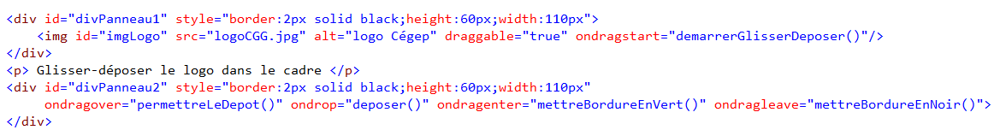 <div id="divPanneau1" style="border:2px solid black;height:60px;width:110px">
    <img id="imgLogo" src="logoCGG.jpg" alt="logo Cégep" draggable="true" ondragstart="demarrerGlisserDeposer()"/>
</div>
<p> Glisser-déposer le logo dans le cadre </p>
<div id="divPanneau2" style="border:2px solid black;height:60px;width:110px"
     ondragover="permettreLeDepot()" ondrop="deposer()" ondragenter="mettreBordureEnVert()" ondragleave="mettreBordureEnNoir()">
</div>